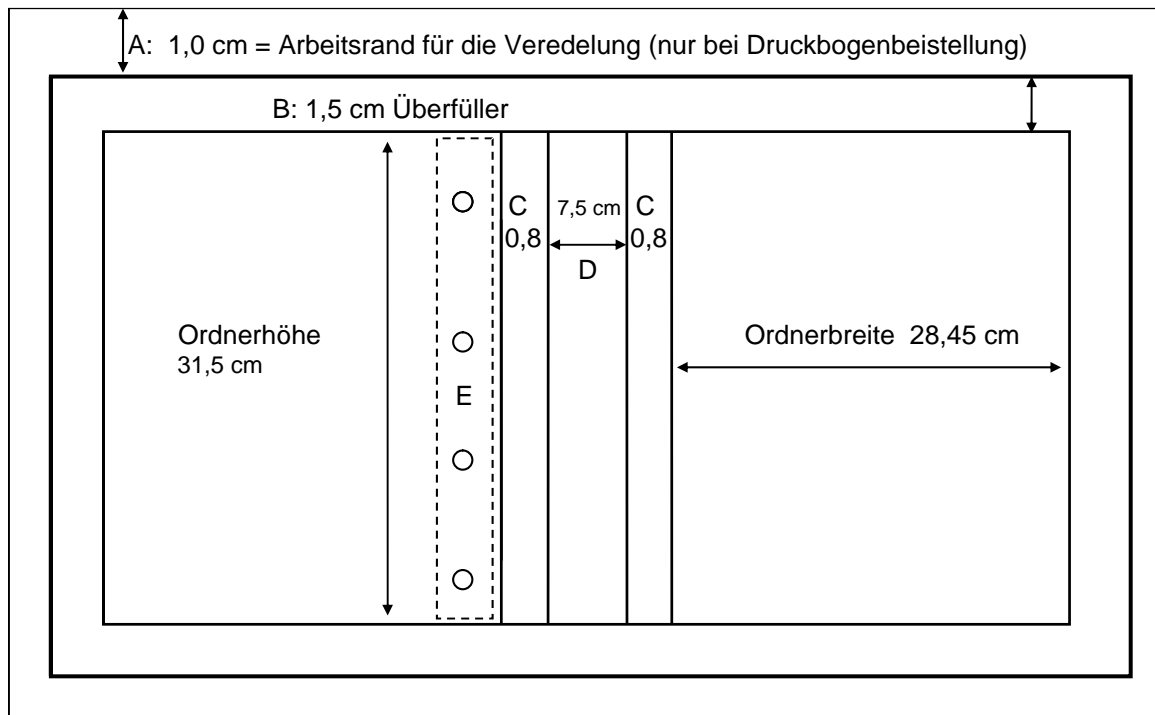 A: 1,0 cm = Arbeitsrand für die Veredelung (nur bei Druckbogenbeistellung)
B: 1,5 cm Überfüller
C 7,5 cm C
0,8 0,8
D
Ordnerhöhe
31,5 cm
Ordnerbreite 28,45 cm
E